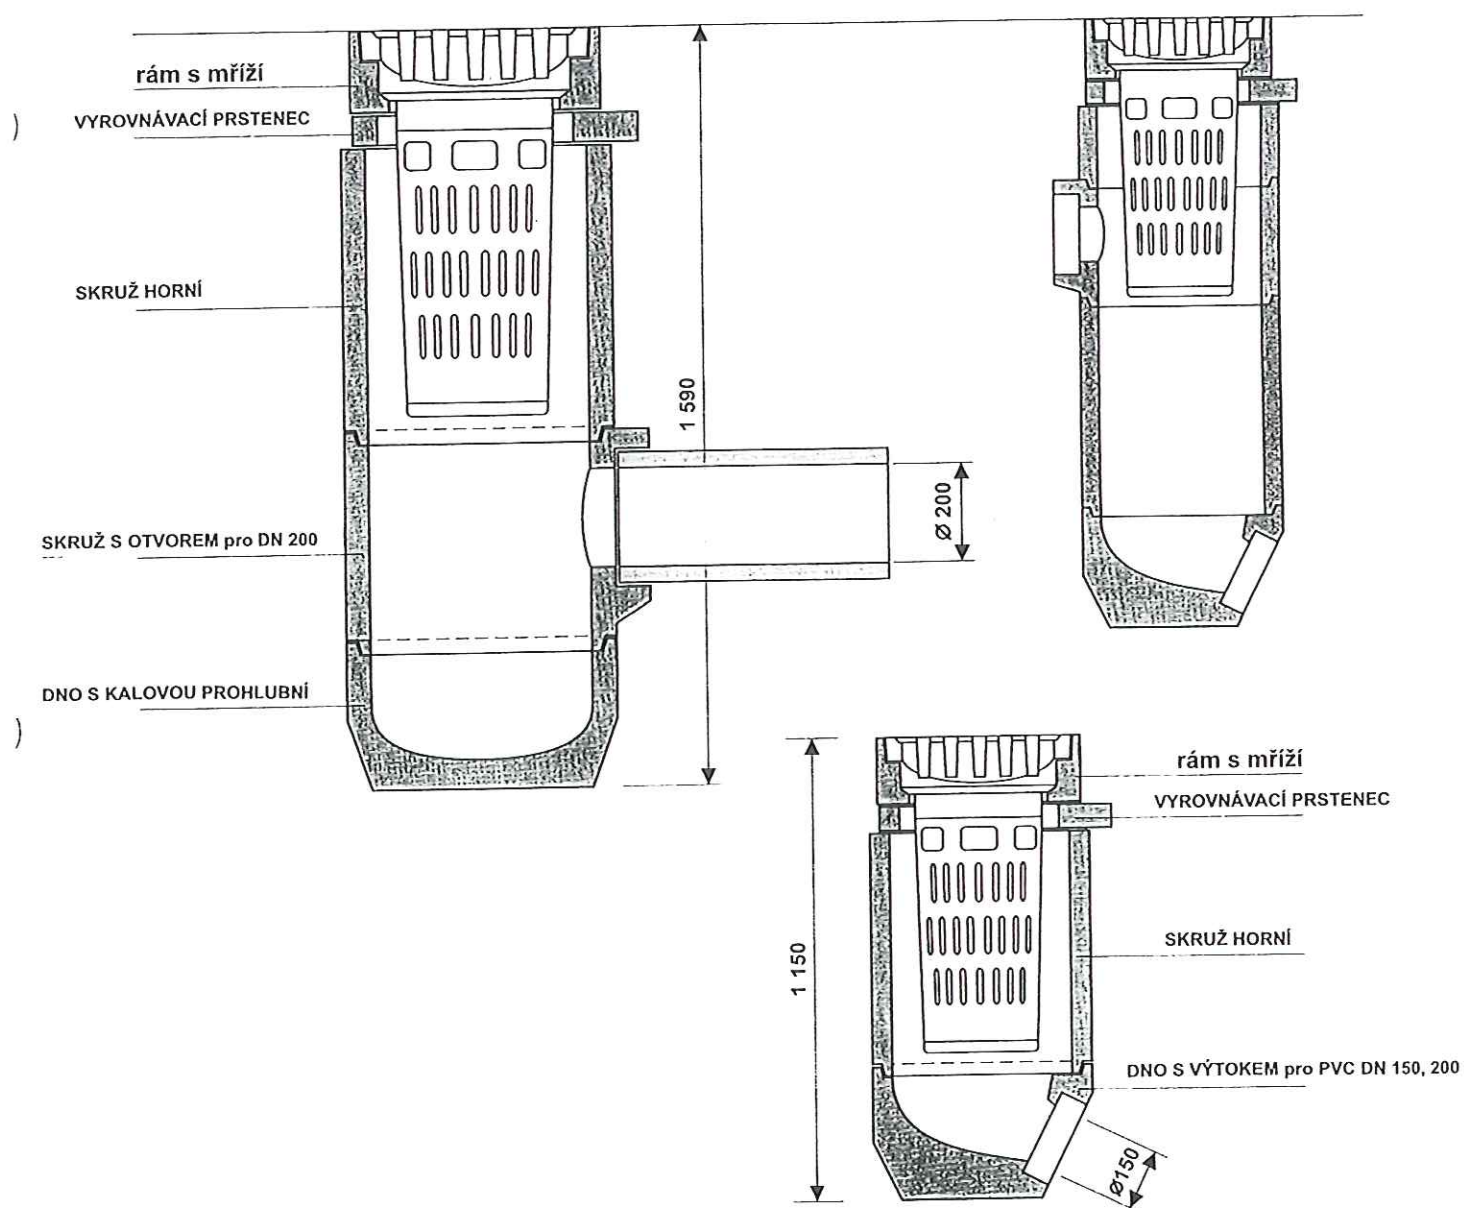 rám s mříží
VYROVNÁVACÍ PRSTENEC
SKRUŽ HORNÍ
1 590
SKRUŽ S OTVOREM pro DN 200
Ø 200
DNO S KALOVOU PROHLUBNÍ
rám s mříží
VYROVNÁVACÍ PRSTENEC
SKRUŽ HORNÍ
1 150
DNO S VÝTOKEM pro PVC DN 150, 200
Ø150